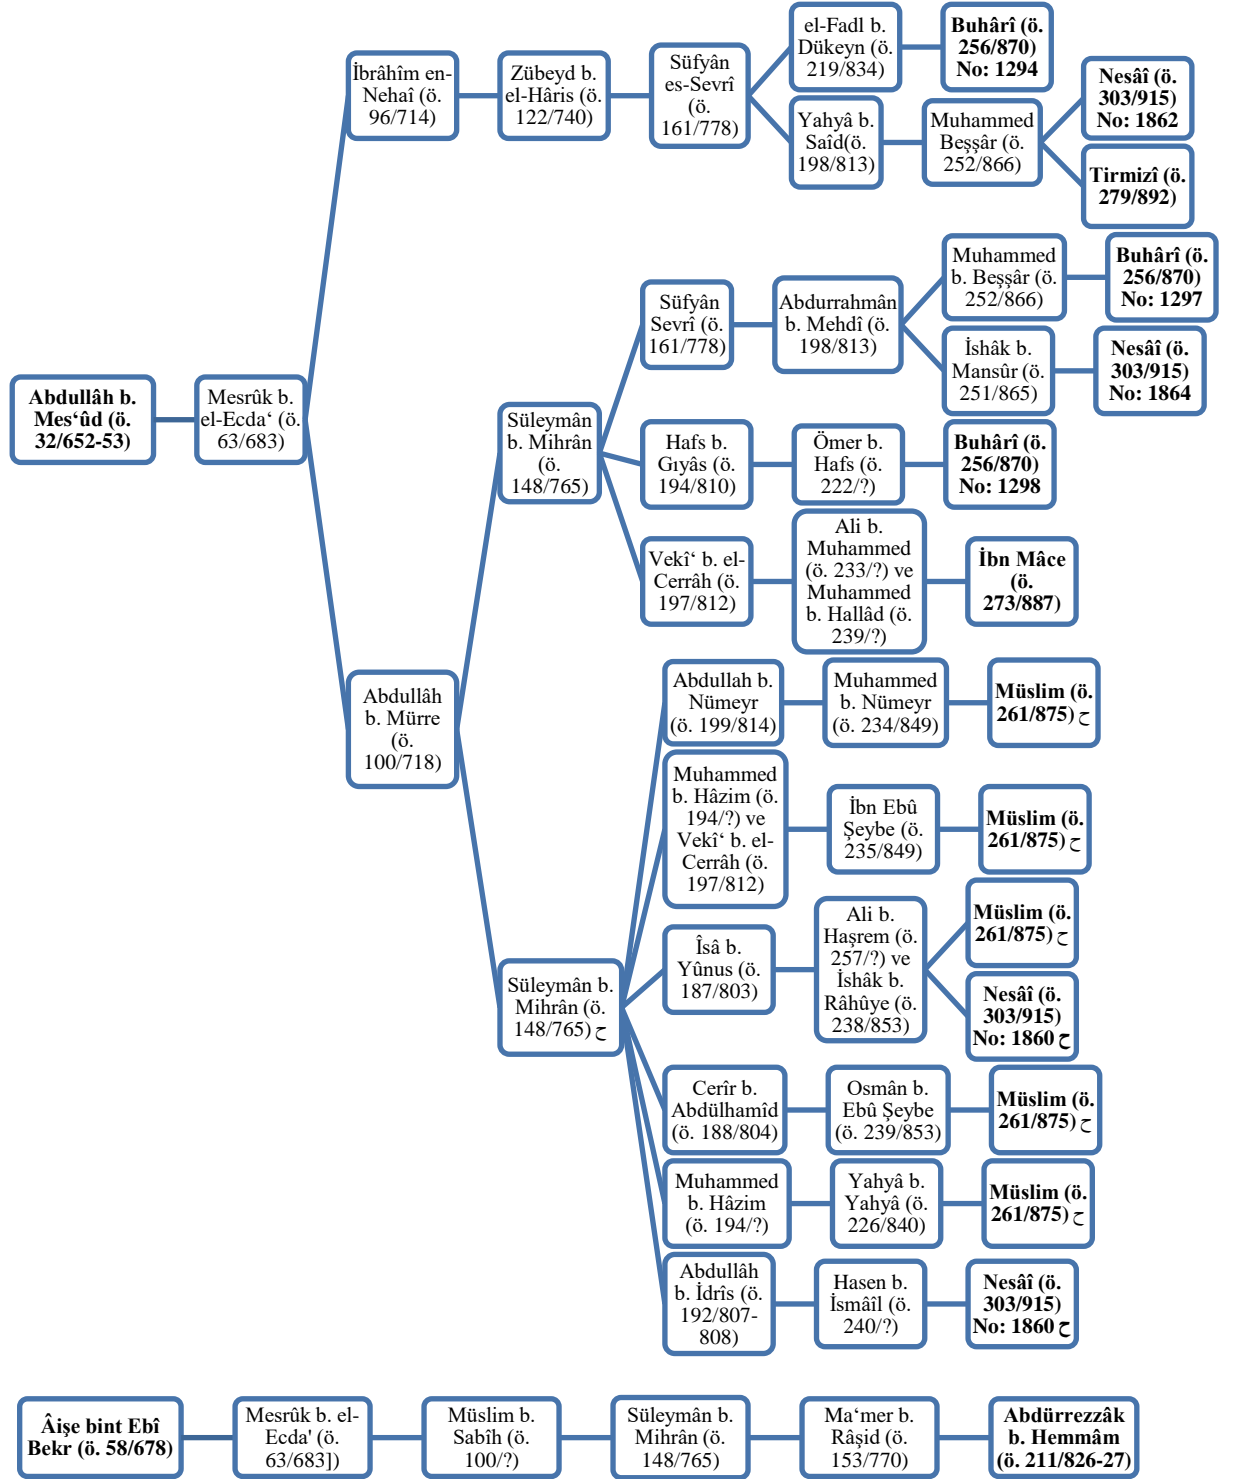 Abdullâh b.
Mes‘ûd (ö.
32/652-53)
Mesrûk b.
el-Ecda‘ (ö.
63/683)
İbrâhîm en-
Nehaî (ö.
96/714)
Zübeyd b.
el-Hâris (ö.
122/740)
Süfyân
es-Sevrî
(ö.
161/778)
el-Fadl b.
Dükeyn (ö.
219/834)
Buhârî (ö.
256/870)
No: 1294
Yahyâ b.
Saîd(ö.
198/813)
Muhammed
Beşşâr (ö.
252/866)
Nesâî (ö.
303/915)
No: 1862
Tirmizî (ö.
279/892)
Abdullâh
b. Mürre
(ö.
100/718)
Süleymân
b. Mihrân
(ö.
148/765)
Süfyân
Sevrî (ö.
161/778)
Abdurrahmân
b. Mehdî (ö.
198/813)
Muhammed
b. Beşşâr (ö.
252/866)
Buhârî (ö.
256/870)
No: 1297
İshâk b.
Mansûr (ö.
251/865)
Nesâî (ö.
303/915)
No: 1864
Hafs b.
Gıyâs (ö.
194/810)
Ömer b.
Hafs (ö.
222/?)
Buhârî (ö.
256/870)
No: 1298
Vekî‘ b. el-
Cerrâh (ö.
197/812)
Ali b.
Muhammed
(ö. 233/?) ve
Muhammed
b. Hallâd (ö.
239/?)
İbn Mâce
(ö.
273/887)
Süleymân b.
Mihrân (ö.
148/765) ح
Abdullah b.
Nümeyr
(ö. 199/814)
Muhammed
b. Nümeyr
(ö. 234/849)
Müslim (ö.
261/875) ح
Muhammed
b. Hâzim (ö.
194/?) ve
Vekî‘ b. el-
Cerrâh (ö.
197/812)
İbn Ebû
Şeybe (ö.
235/849)
Müslim (ö.
261/875) ح
Îsâ b.
Yûnus (ö.
187/803)
Ali b.
Haşrem (ö.
257/?) ve
İshâk b.
Râhûye (ö.
238/853)
Müslim (ö.
261/875) ح
Nesâî (ö.
303/915)
No: 1860 ح
Cerîr b.
Abdülhamîd
(ö. 188/804)
Osmân b.
Ebû Şeybe
(ö. 239/853)
Müslim (ö.
261/875) ح
Muhammed
b. Hâzim
(ö. 194/?)
Yahyâ b.
Yahyâ (ö.
226/840)
Müslim (ö.
261/875) ح
Abdullâh
b. İdrîs (ö.
192/807-
808)
Hasen b.
İsmâîl (ö.
240/?)
Nesâî (ö.
303/915)
No: 1860 ح
Âişe bint Ebî
Bekr (ö. 58/678)
Mesrûk b. el-
Ecda' (ö.
63/683])
Müslim b.
Sabîh (ö.
100/?)
Süleymân b.
Mihrân (ö.
148/765)
Ma‘mer b.
Râşid (ö.
153/770)
Abdürrezzâk
b. Hemmâm
(ö. 211/826-27)